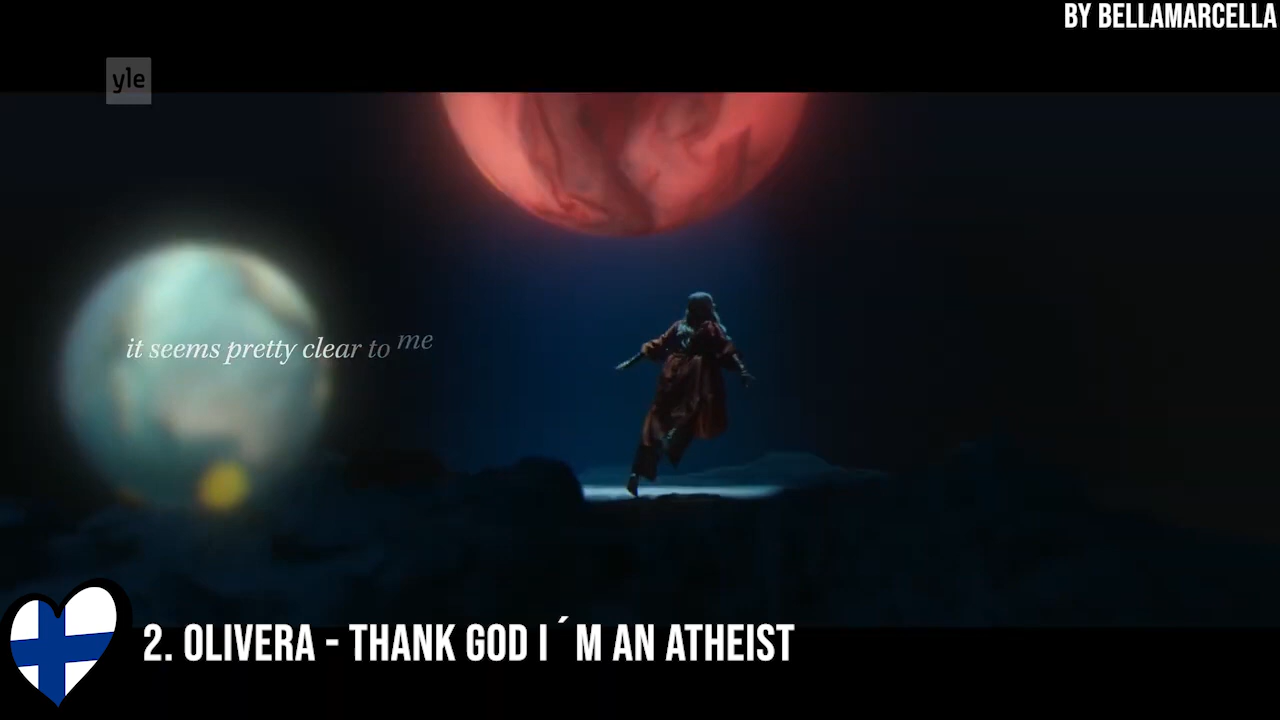 BY BELLAMARCELLA
yle
it seems pretty clear to me
2. OLIVERA - THANK GOD I´M AN ATHEIST